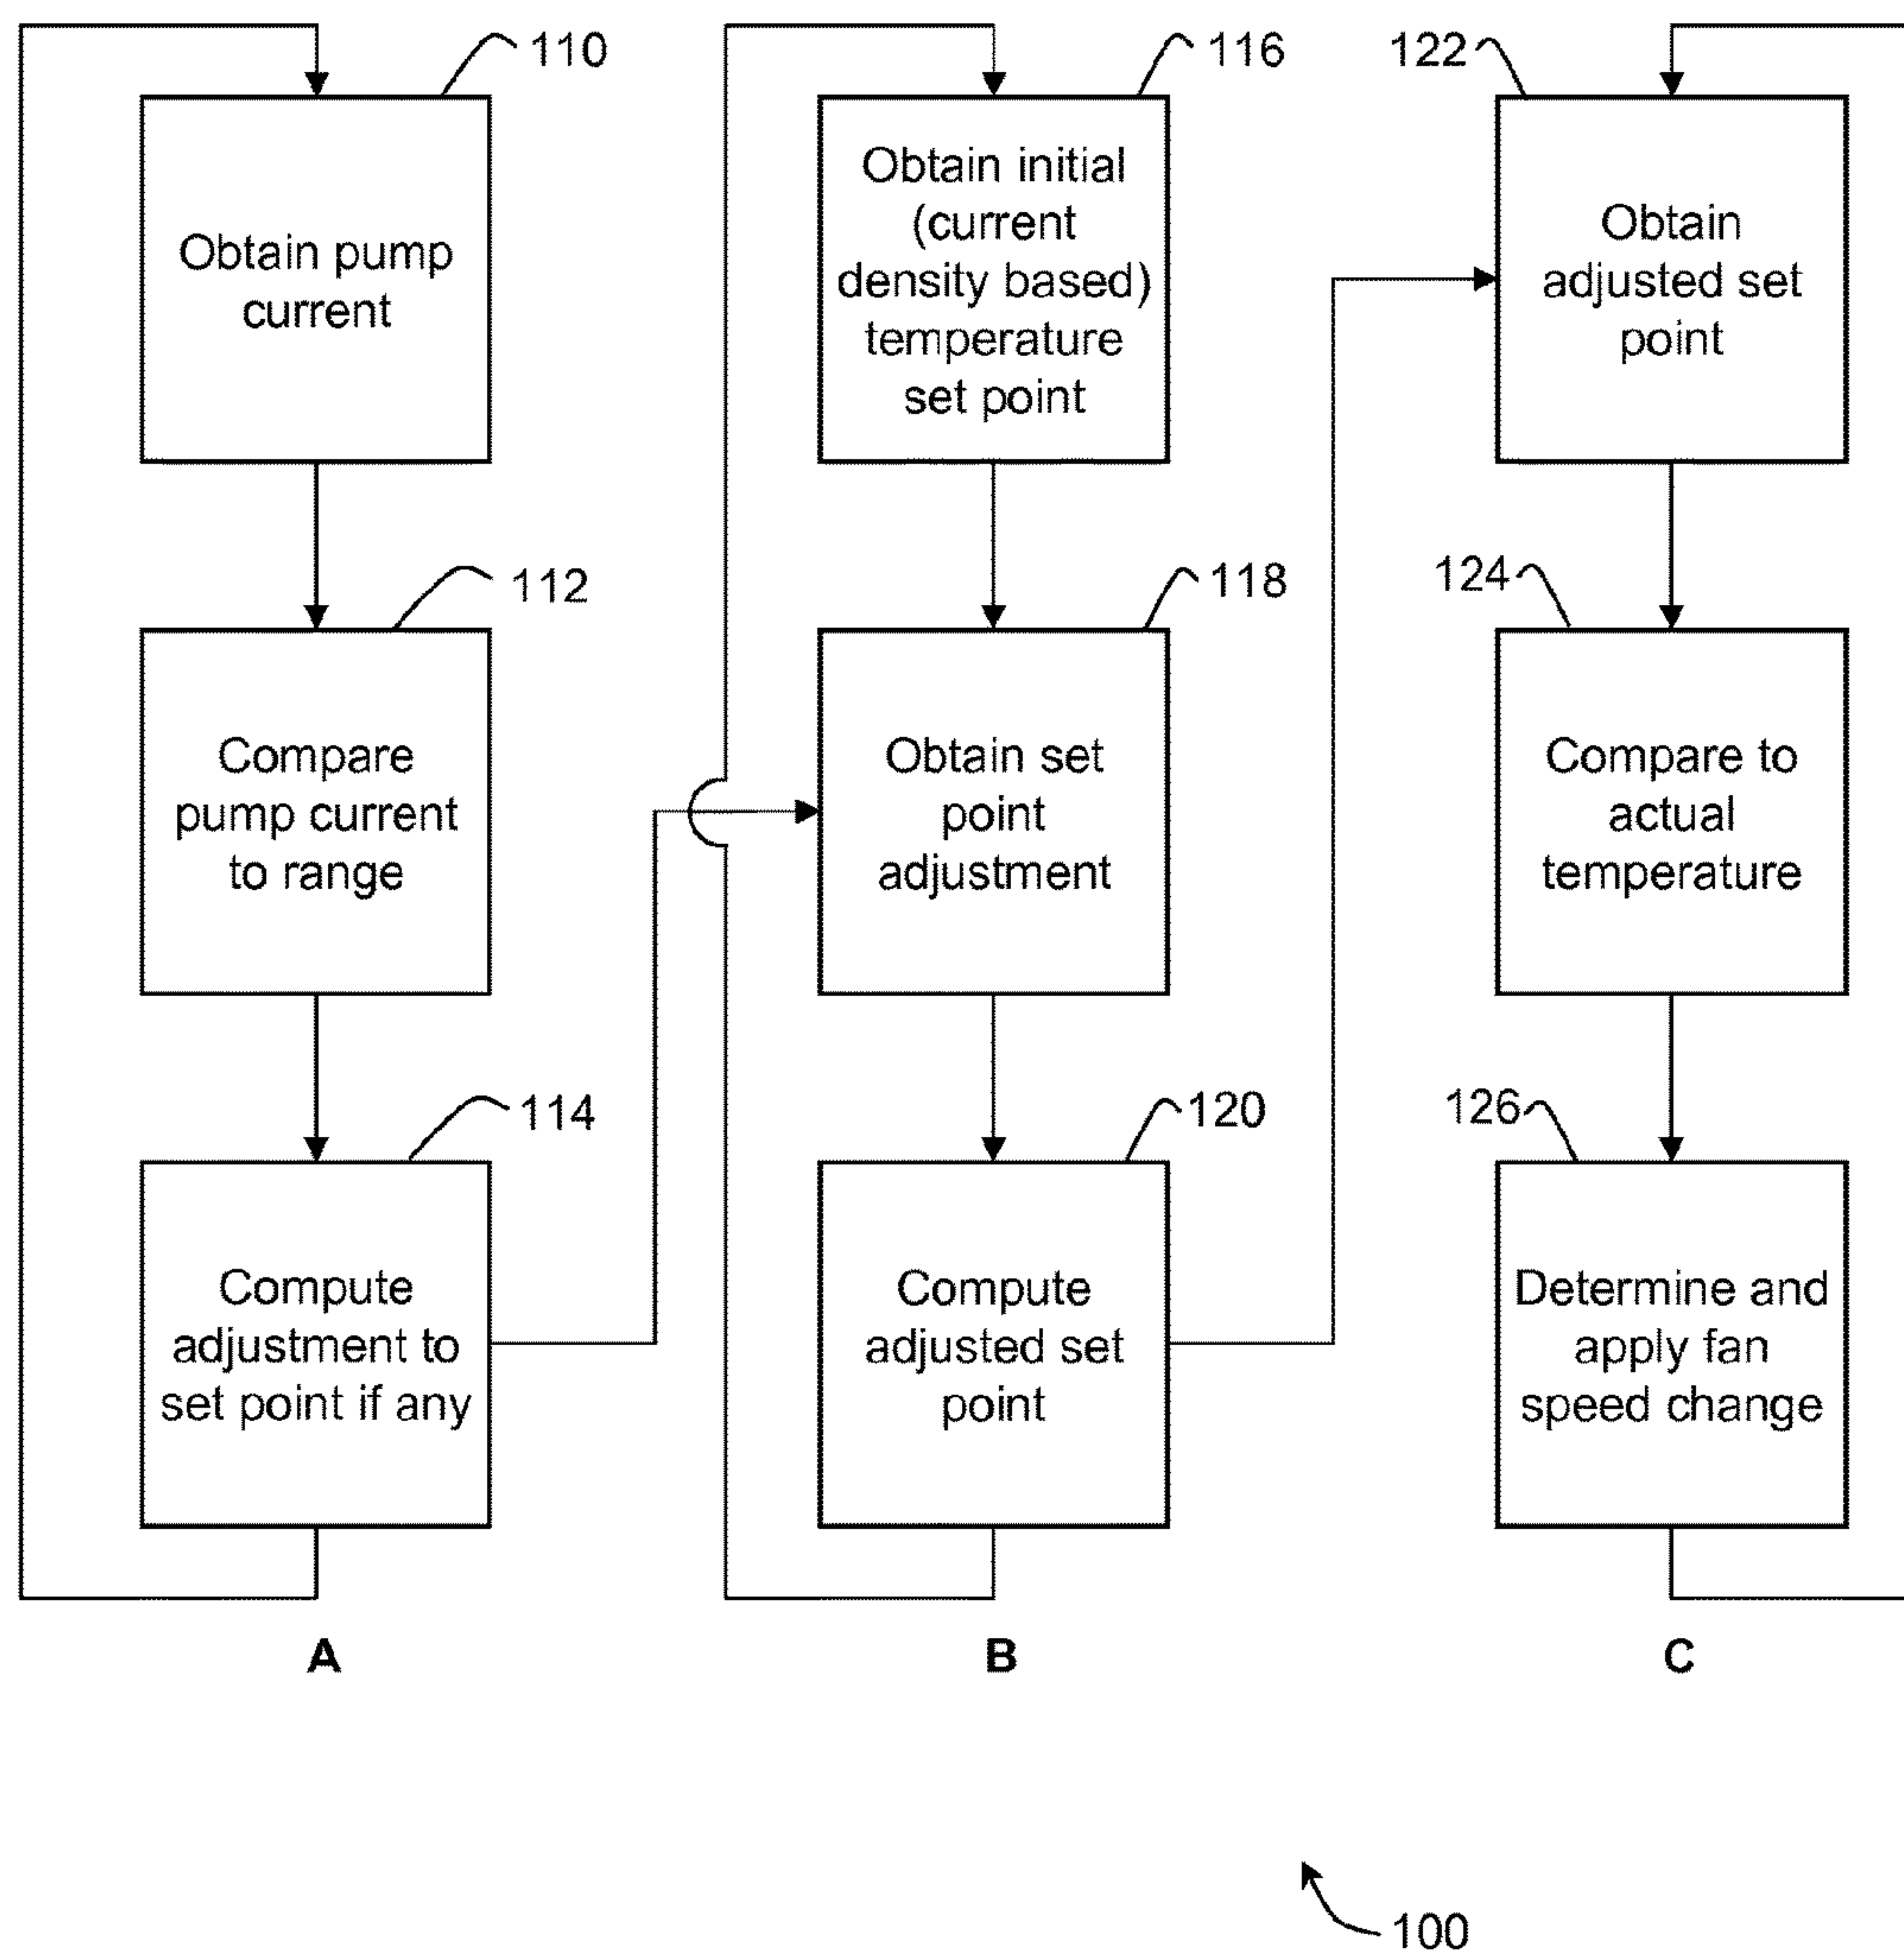 110
Obtain pump
current
112
Compare
pump current
to range
114
Compute
adjustment to
set point if any
A
116
Obtain initial
(current
density based)
temperature
set point
118
Obtain set
point
adjustment
120
Compute
adjusted set
point
B
122
Obtain
adjusted set
point
124
Compare to
actual
temperature
126
Determine and
apply fan
speed change
C
100